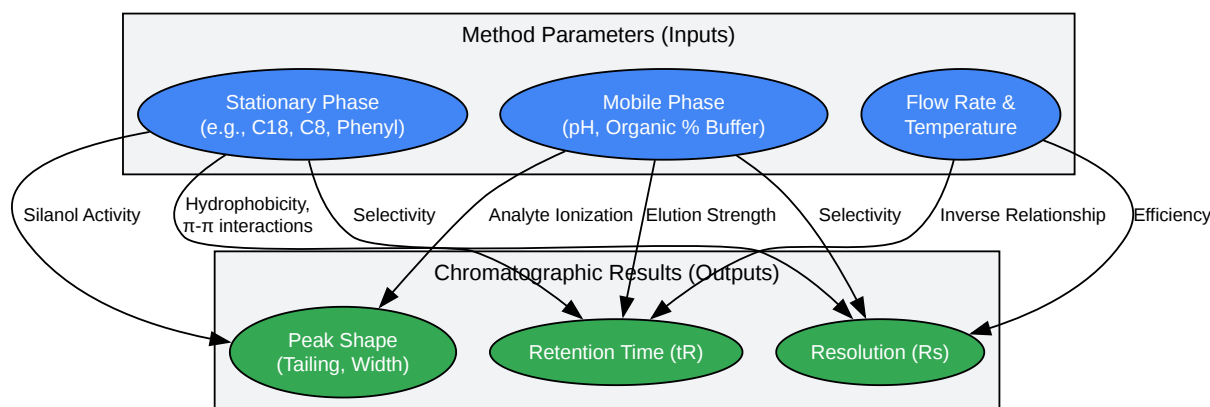 Method Parameters (Inputs)
Stationary Phase
(e.g., C18, C8, Phenyl)
Mobile Phase
(pH, Organic % Buffer)
Flow Rate &
Temperature
Silanol Activity
Hydrophobicity,
π-π interactions
Selectivity
Analyte Ionization
Elution Strength
Selectivity
Inverse Relationship
Efficiency
Chromatographic Results (Outputs)
Peak Shape
(Tailing, Width)
Retention Time (tR)
Resolution (Rs)